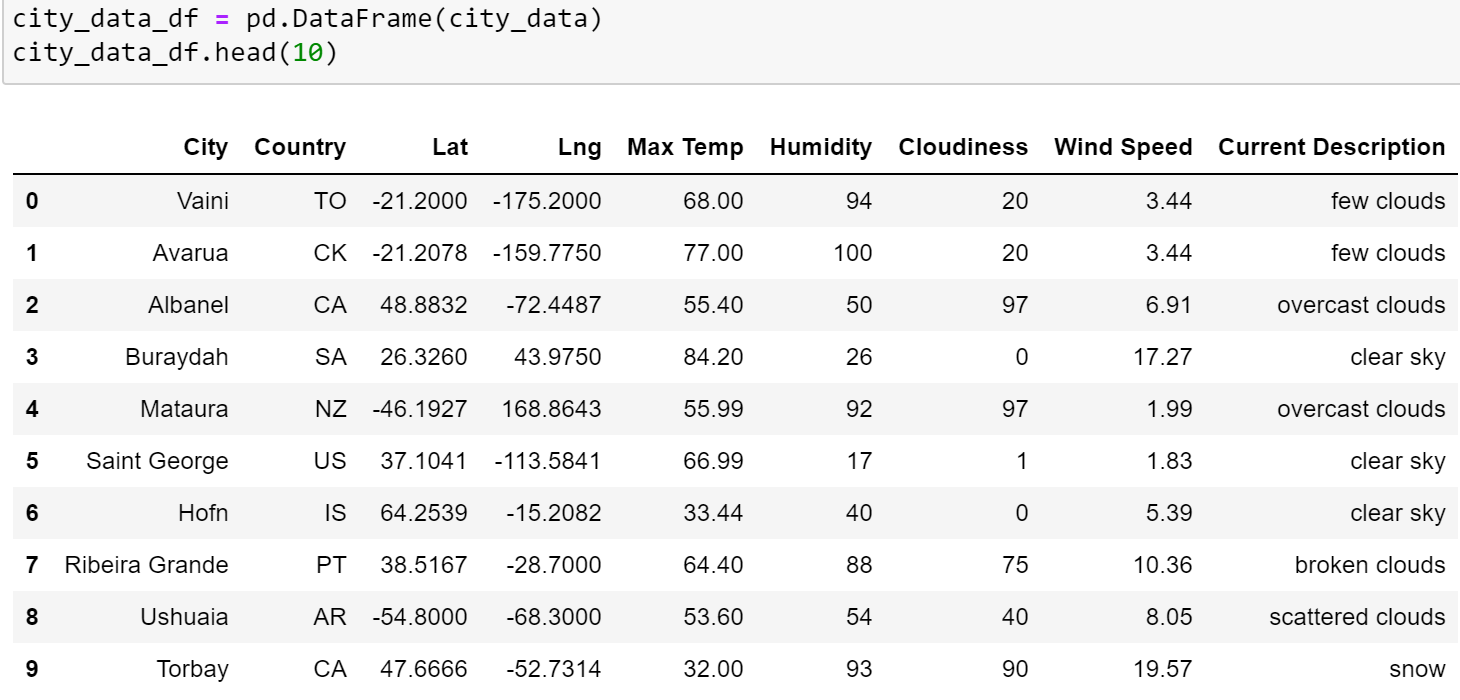 city_data_df = pd.DataFrame(city_data)
city_data_df.head(10)
City Country Lat Lng Max Temp Humidity Cloudiness Wind Speed Current Description
0 Vaini TO -21.2000 -175.2000 68.00 94 20 3.44 few clouds
1 Avarua CK -21.2078 -159.7750 77.00 100 20 3.44 few clouds
2 Albanel CA 48.8832 -72.4487 55.40 50 97 6.91 overcast clouds
3 Buraydah SA 26.3260 43.9750 84.20 26 0 17.27 clear sky
4 Mataura NZ -46.1927 168.8643 55.99 92 97 1.99 overcast clouds
5 Saint George US 37.1041 -113.5841 66.99 17 1 1.83 clear sky
6 Hofn IS 64.2539 -15.2082 33.44 40 0 5.39 clear sky
7 Ribeira Grande PT 38.5167 -28.7000 64.40 88 75 10.36 broken clouds
8 Ushuaia AR -54.8000 -68.3000 53.60 54 40 8.05 scattered clouds
9 Torbay CA 47.6666 -52.7314 32.00 93 90 19.57 snow